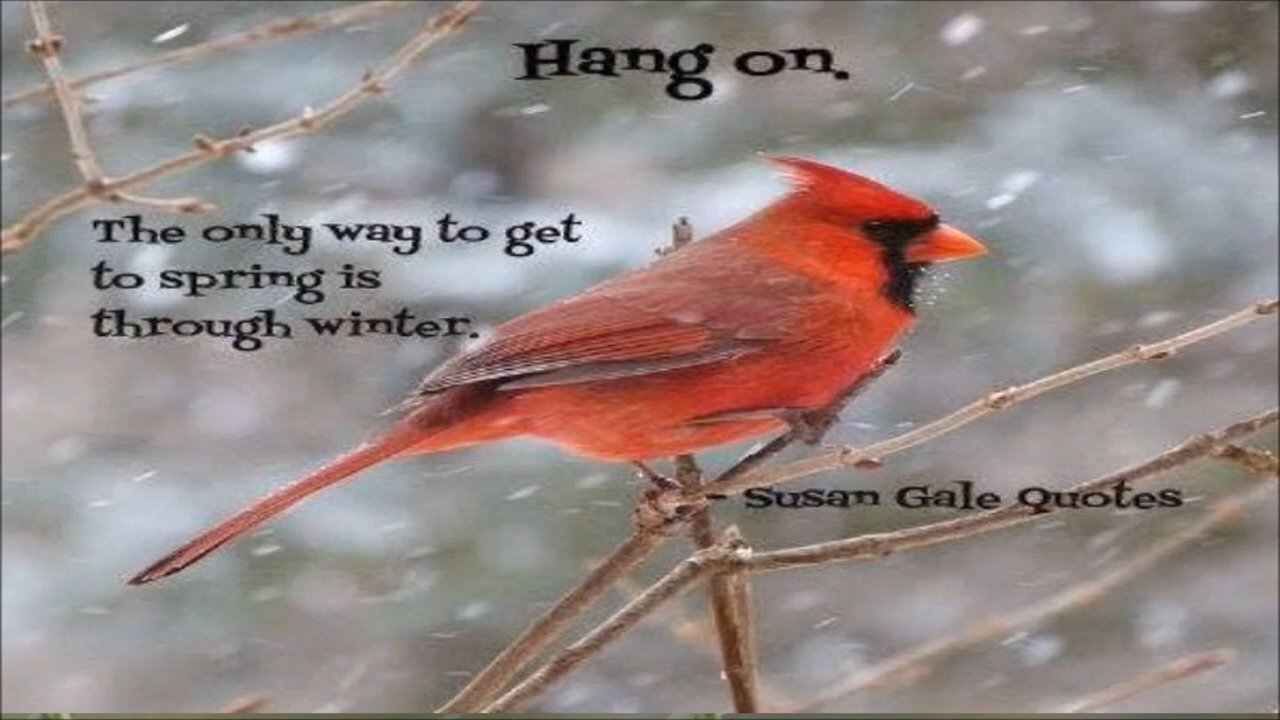 Hang on.
The only way to get
to spring is
through winter.
- Susan Gale Quotes